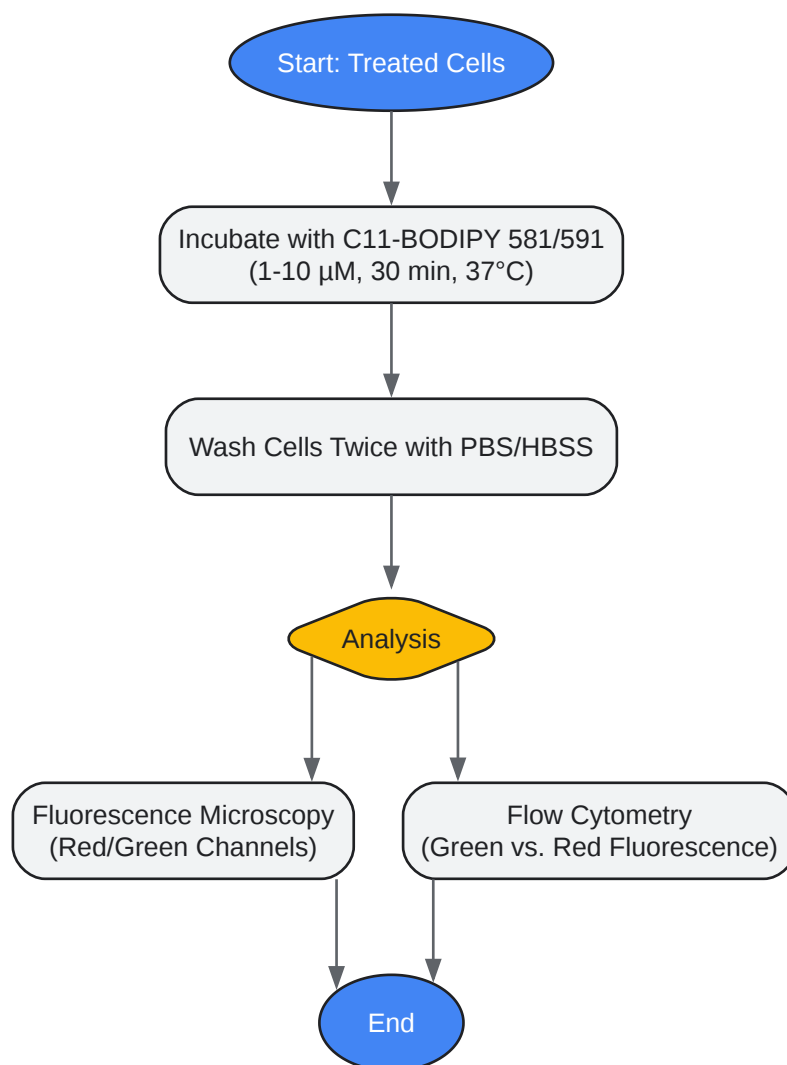 Start: Treated Cells
Incubate with C11-BODIPY 581/591
(1-10 µM, 30 min, 37°C)
Wash Cells Twice with PBS/HBSS
Analysis
Fluorescence Microscopy
(Red/Green Channels)
Flow Cytometry
(Green vs. Red Fluorescence)
End